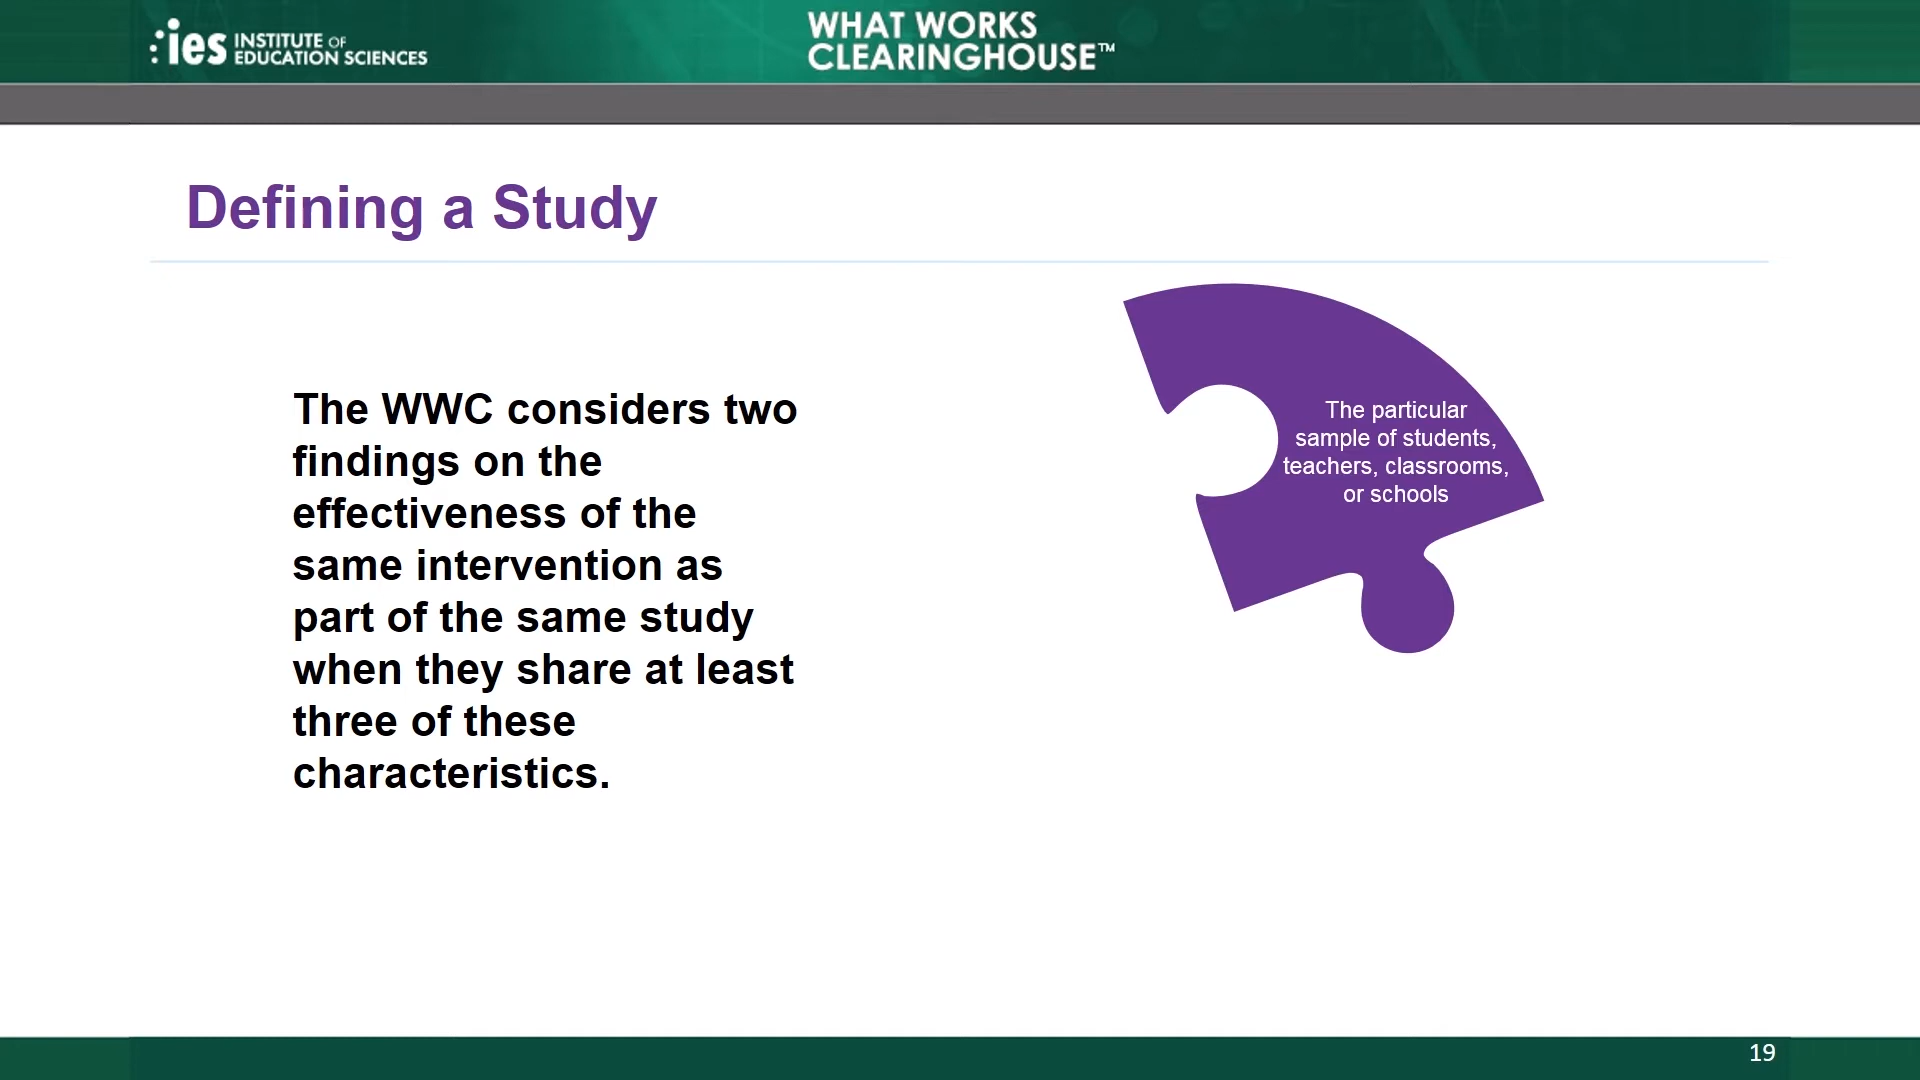 ies INSTITUTE OF
EDUCATION SCIENCES
WHAT WORKS
CLEARINGHOUSE™
Defining a Study
The WWC considers two
findings on the
effectiveness of the
same intervention as
part of the same study
when they share at least
three of these
characteristics.
The particular
sample of students,
teachers, classrooms,
or schools
19